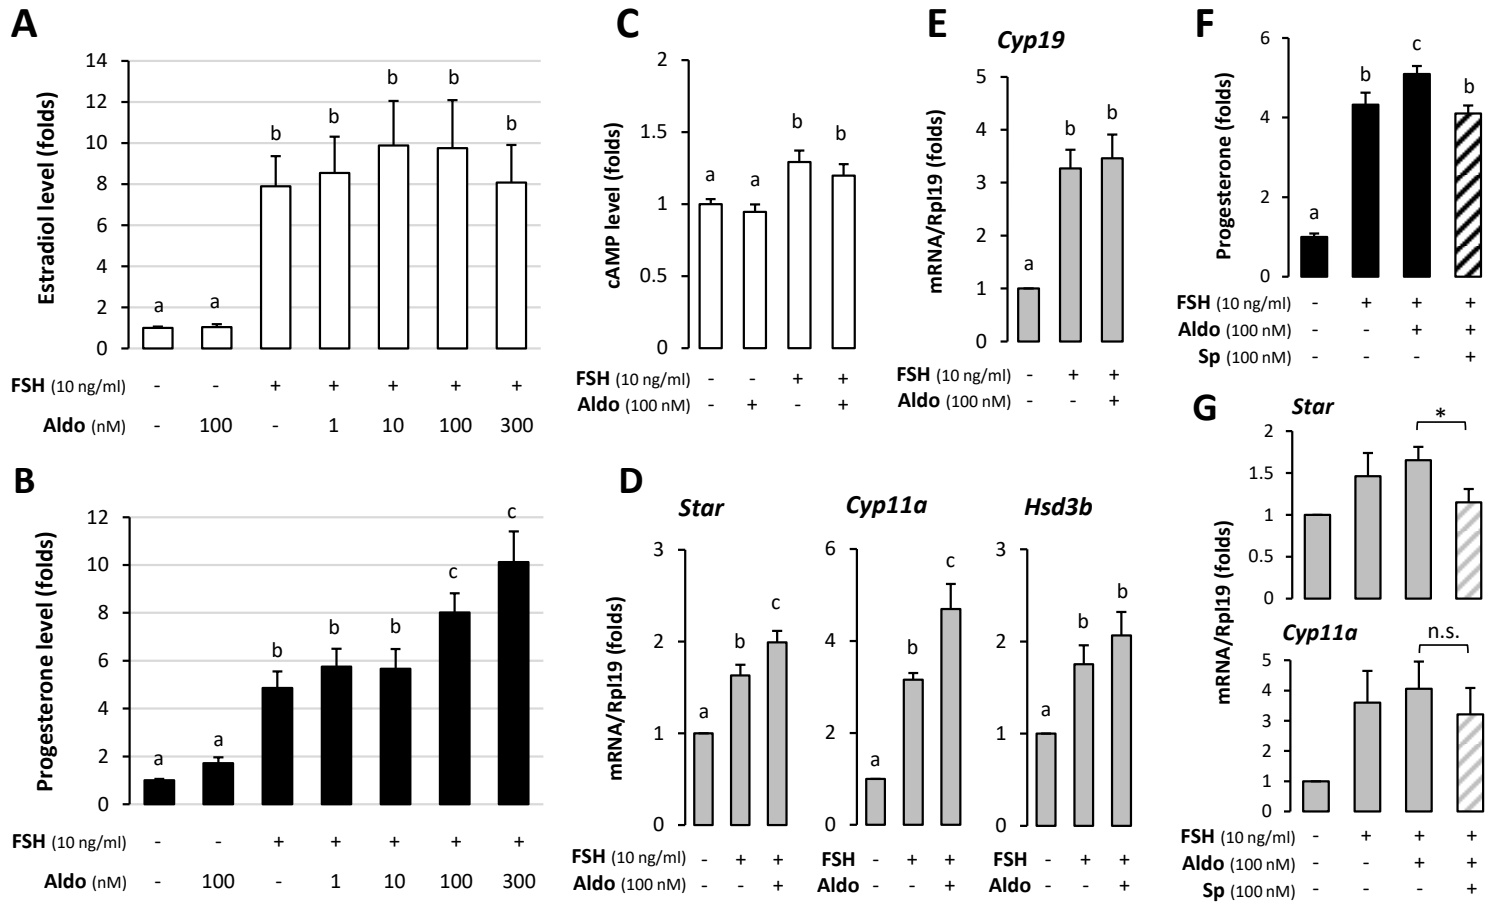 A
Estradiol level (folds)
14
12
10
8
6
4
2
0
a
a
b
b
b
b
b
FSH (10 ng/ml) - - + + + + +
Aldo (nM) - 100 - 1 10 100 300
B
Progesterone level (folds)
12
10
8
6
4
2
0
a
a
b
b
b
c
c
FSH (10 ng/ml) - - + + + + +
Aldo (nM) - 100 - 1 10 100 300
C
cAMP level (folds)
2
1.5
1
0.5
0
a
a
b
b
FSH (10 ng/ml) - - + +
Aldo (100 nM) - + - +
D
mRNA/Rpl19 (folds)
Star
3
2
1
0
a
b
c
FSH (10 ng/ml) - + +
Aldo (100 nM) - - +
Cyp11a
6
4
2
0
a
b
c
FSH - + +
Aldo - - +
Hsd3b
3
2
1
0
a
b
b
FSH - + +
Aldo - - +
E
Cyp19
mRNA/Rpl19 (folds)
5
4
3
2
1
0
a
b
b
FSH (10 ng/ml) - + +
Aldo (100 nM) - - +
F
Progesterone (folds)
6
4
2
0
a
b
c
b
FSH (10 ng/ml) - + + +
Aldo (100 nM) - - + +
Sp (100 nM) - - - +
G
mRNA/Rpl19 (folds)
Star
2
1.5
1
0.5
0
*
Cyp11a
5
4
3
2
1
0
n.s.
FSH (10 ng/ml) - + + +
Aldo (100 nM) - - + +
Sp (100 nM) - - - +